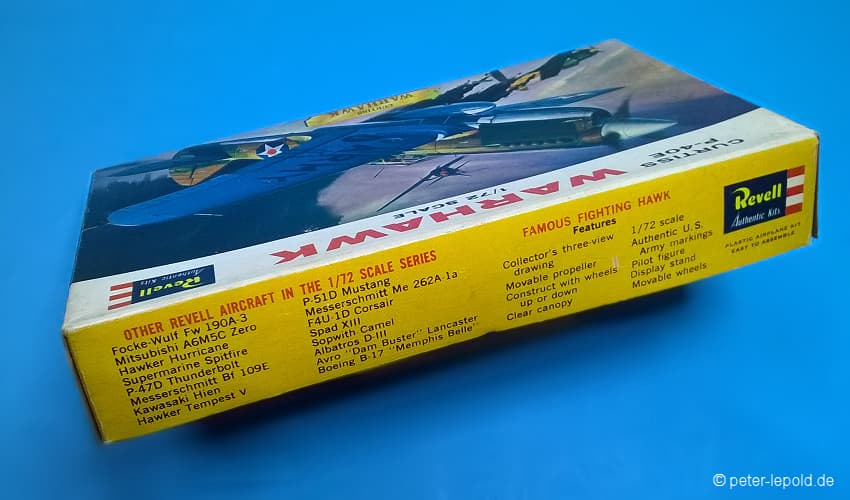 CURTISS
WARHAWK
CURTISS
P-40E
WARHAWK
1/72 SCALE
Revell
Authentic Kits
OTHER REVELL AIRCRAFT IN THE 1/72 SCALE SERIES
Focke-Wulf Fw 190A-3
Mitsubishi A6M5C Zero
Hawker Hurricane
Supermarine Spitfire
P-47D Thunderbolt
Messerschmitt Bf 109E
Kawasaki Hien
Hawker Tempest V
P-51D Mustang
Messerschmitt Me 262A-1a
F4U-1D Corsair
Spad XIII
Sopwith Camel
Albatros D-III
Avro "Dam Buster" Lancaster
Boeing B-17 "Memphis Belle"
FAMOUS FIGHTING HAWK
Features
Collector's three-view
drawing
Movable propeller
Construct with wheels
up or down
Clear canopy
1/72 scale
Authentic U.S.
Army markings
Pilot figure
Display stand
Movable wheels
Revell
Authentic Kits
PLASTIC AIRPLANE KIT
EASY TO ASSEMBLE
© peter-lepold.de